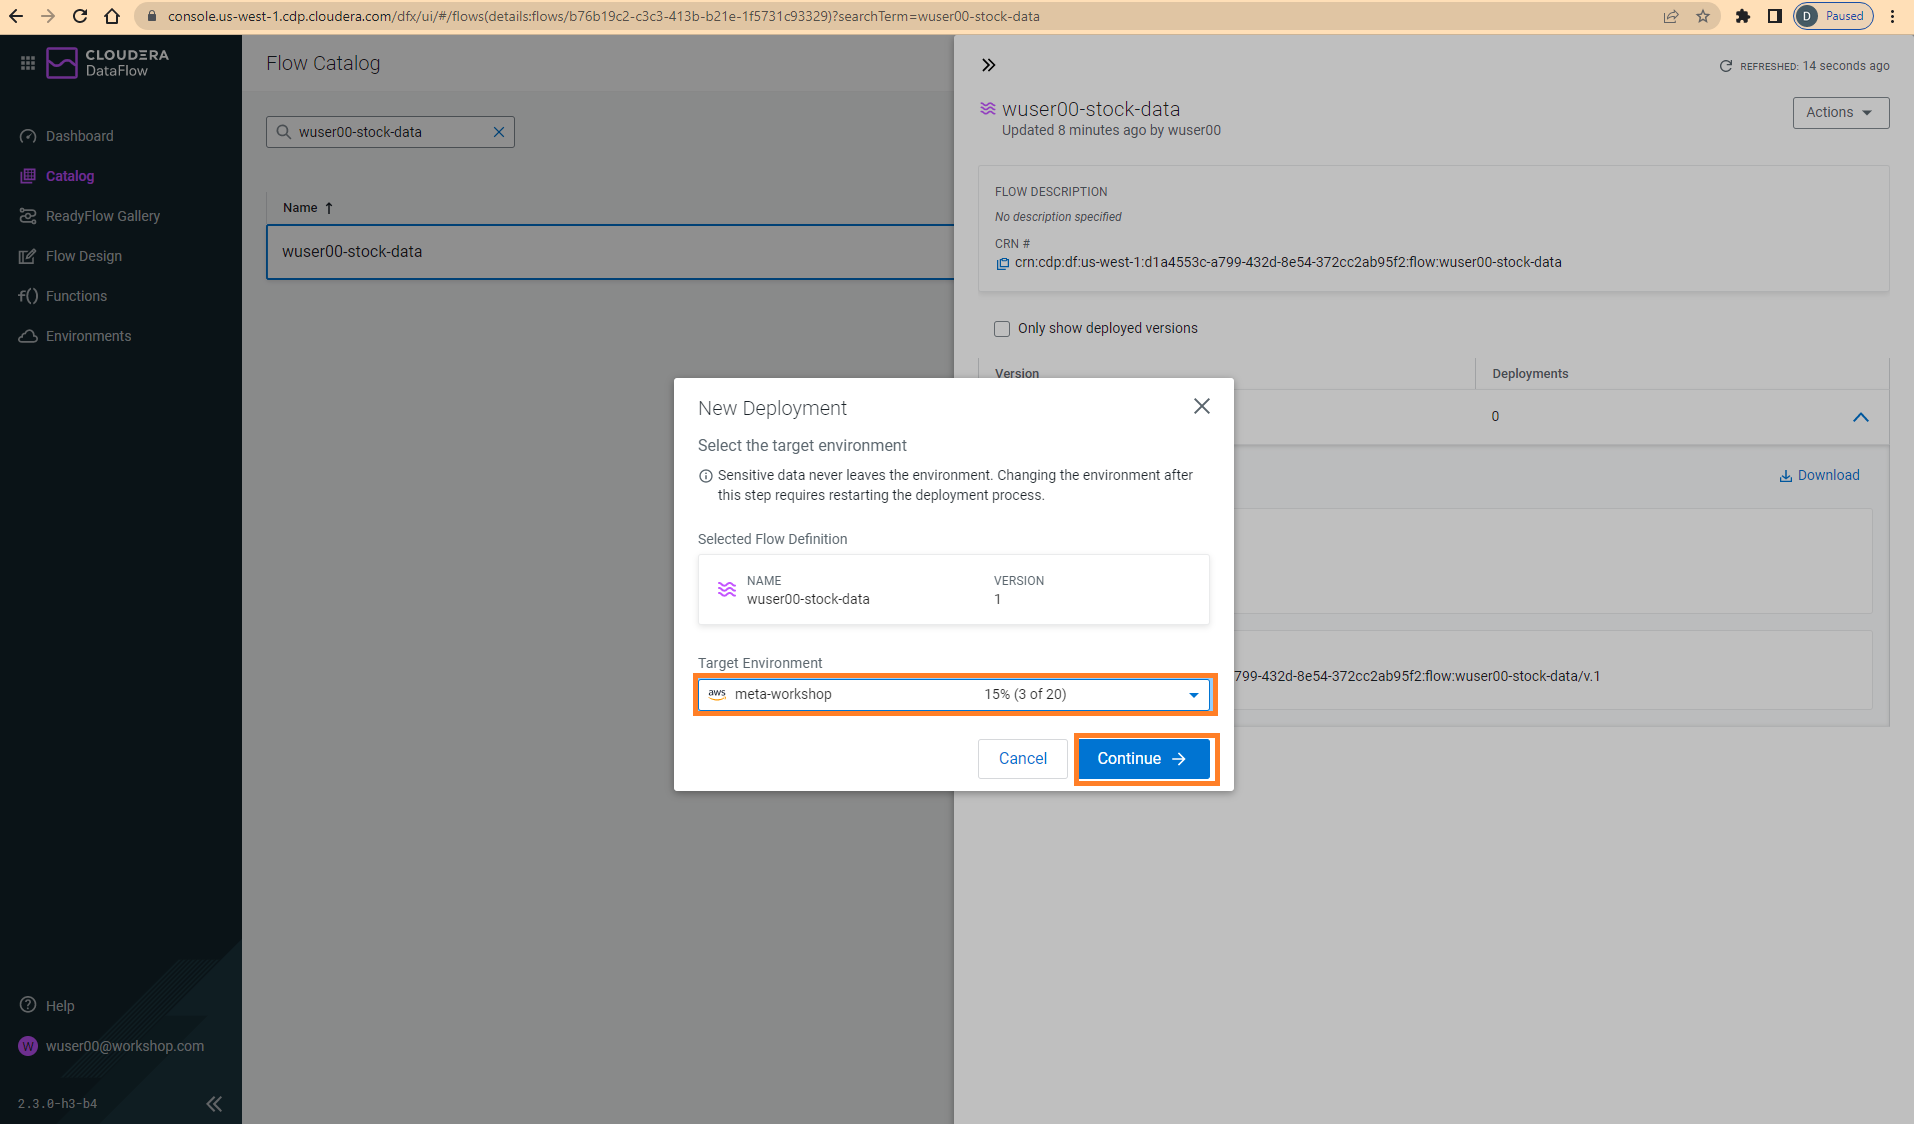 console.us-west-1.cdp.cloudera.com/dfx/ui/#/flows(details:flows/b76b19c2-c3c3-413b-b21e-1f5731c93329)?searchTerm=wuser00-stock-data
D Paused
CLOUDERA
DataFlow
Dashboard
Catalog
ReadyFlow Gallery
Flow Design
f() Functions
Environments
Help
W wuser00@workshop.com
2.3.0-h3-b4
Flow Catalog
wuser00-stock-data
Name
wuser00-stock-data
REFRESHED: 14 seconds ago
wuser00-stock-data
Updated 8 minutes ago by wuser00
Actions
FLOW DESCRIPTION
No description specified
CRN #
crn:cdp:df:us-west-1:d1a4553c-a799-432d-8e54-372cc2ab95f2:flow:wuser00-stock-data
Only show deployed versions
Version Deployments
0
Download
799-432d-8e54-372cc2ab95f2:flow:wuser00-stock-data/v.1
New Deployment
Select the target environment
Sensitive data never leaves the environment. Changing the environment after
this step requires restarting the deployment process.
Selected Flow Definition
NAME VERSION
wuser00-stock-data 1
Target Environment
aws meta-workshop 15% (3 of 20)
Cancel Continue